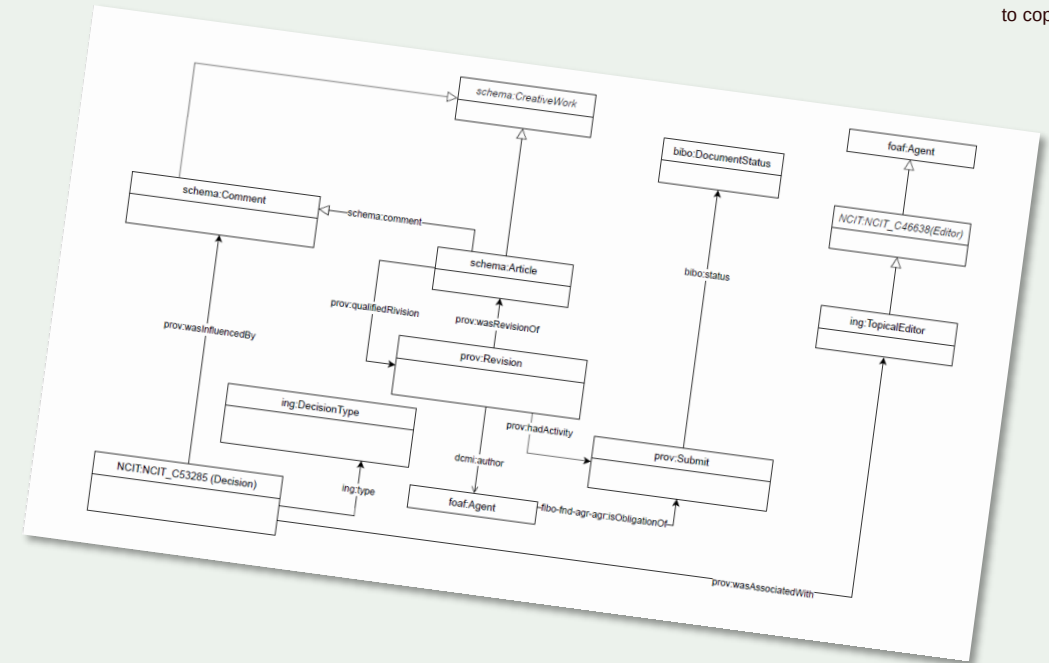 to cop
schema:CreativeWork
foaf:Agent
bibo:DocumentStatus
schema:Comment
NCIT:NCIT_C46638(Editor)
schema:comment
schema:Article
bibo:status
prov:qualifiedRivision
prov:wasRevisionOf
ing:TopicalEditor
prov:wasInfluencedBy
prov:Revision
ing:DecisionType
prov:hadActivity
dcmi:author
prov:Submit
NCIT:NCIT_C53285 (Decision)
ing:type
foaf:Agent
fibo-fnd-agr-agr:isObligationOf
prov:wasAssociatedWith